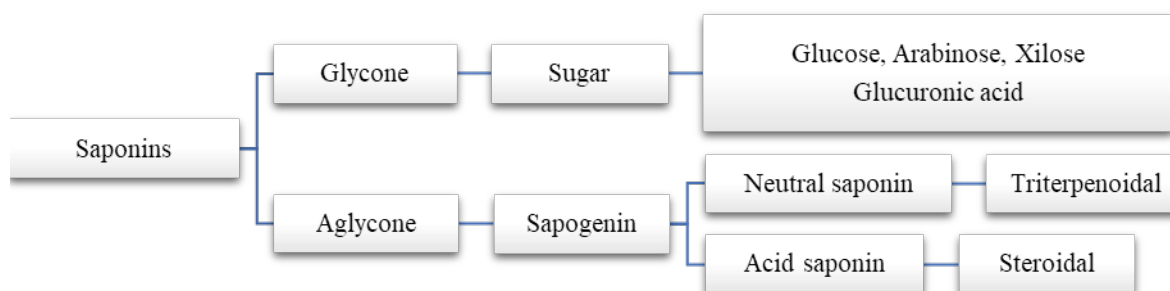 Glucose, Arabinose, Xilose
Glucuronic acid
Glycone
Sugar
Saponins
Neutral saponin
Triterpenoidal
Aglycone
Sapogenin
Acid saponin
Steroidal